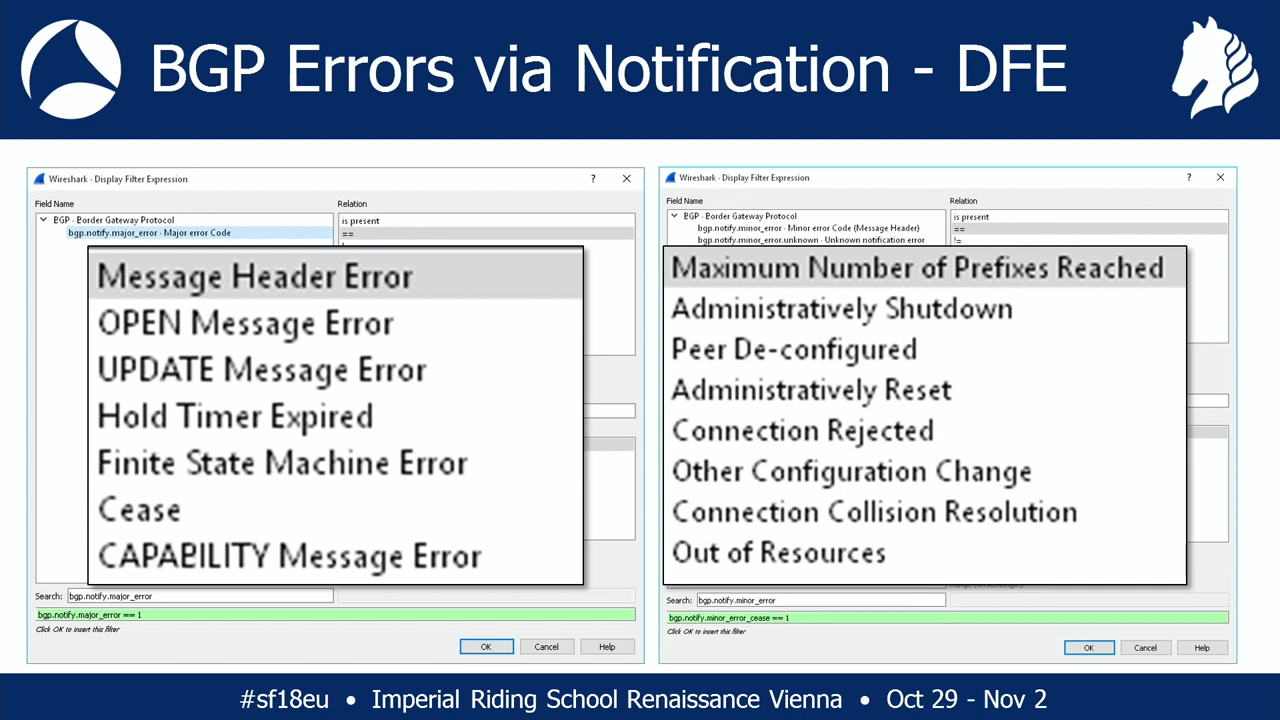 BGP Errors via Notification - DFE
Wireshark · Display Filter Expression
? ×
Field Name
Relation
BGP · Border Gateway Protocol
bgp.notify.major_error · Major error Code
is present
==
Message Header Error
OPEN Message Error
UPDATE Message Error
Hold Timer Expired
Finite State Machine Error
Cease
CAPABILITY Message Error
Search: bgp.notify.major_error
bgp.notify.major_error == 1
Click OK to insert this filter
OK Cancel Help
Wireshark · Display Filter Expression
? ×
Field Name
Relation
BGP · Border Gateway Protocol
bgp.notify.minor_error · Minor error Code (Message Header)
bgp.notify.minor_error.unknown · Unknown notification error
is present
==
!=
Maximum Number of Prefixes Reached
Administratively Shutdown
Peer De-configured
Administratively Reset
Connection Rejected
Other Configuration Change
Connection Collision Resolution
Out of Resources
Search: bgp.notify.minor_error
bgp.notify.minor_error_cease == 1
Click OK to insert this filter
OK Cancel Help
#sf18eu • Imperial Riding School Renaissance Vienna • Oct 29 - Nov 2